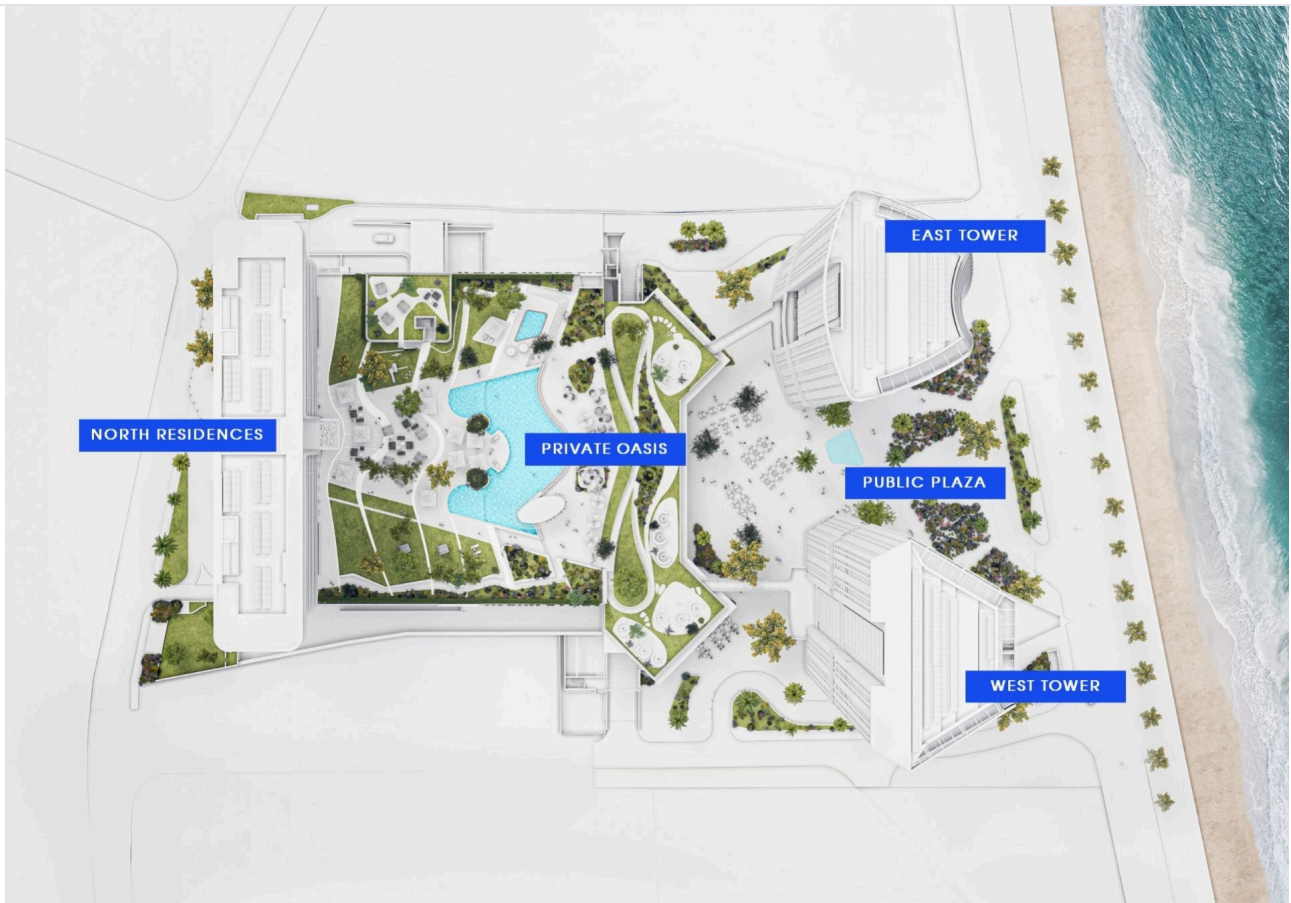 EAST TOWER
NORTH RESIDENCES
PRIVATE OASIS
PUBLIC PLAZA
WEST TOWER